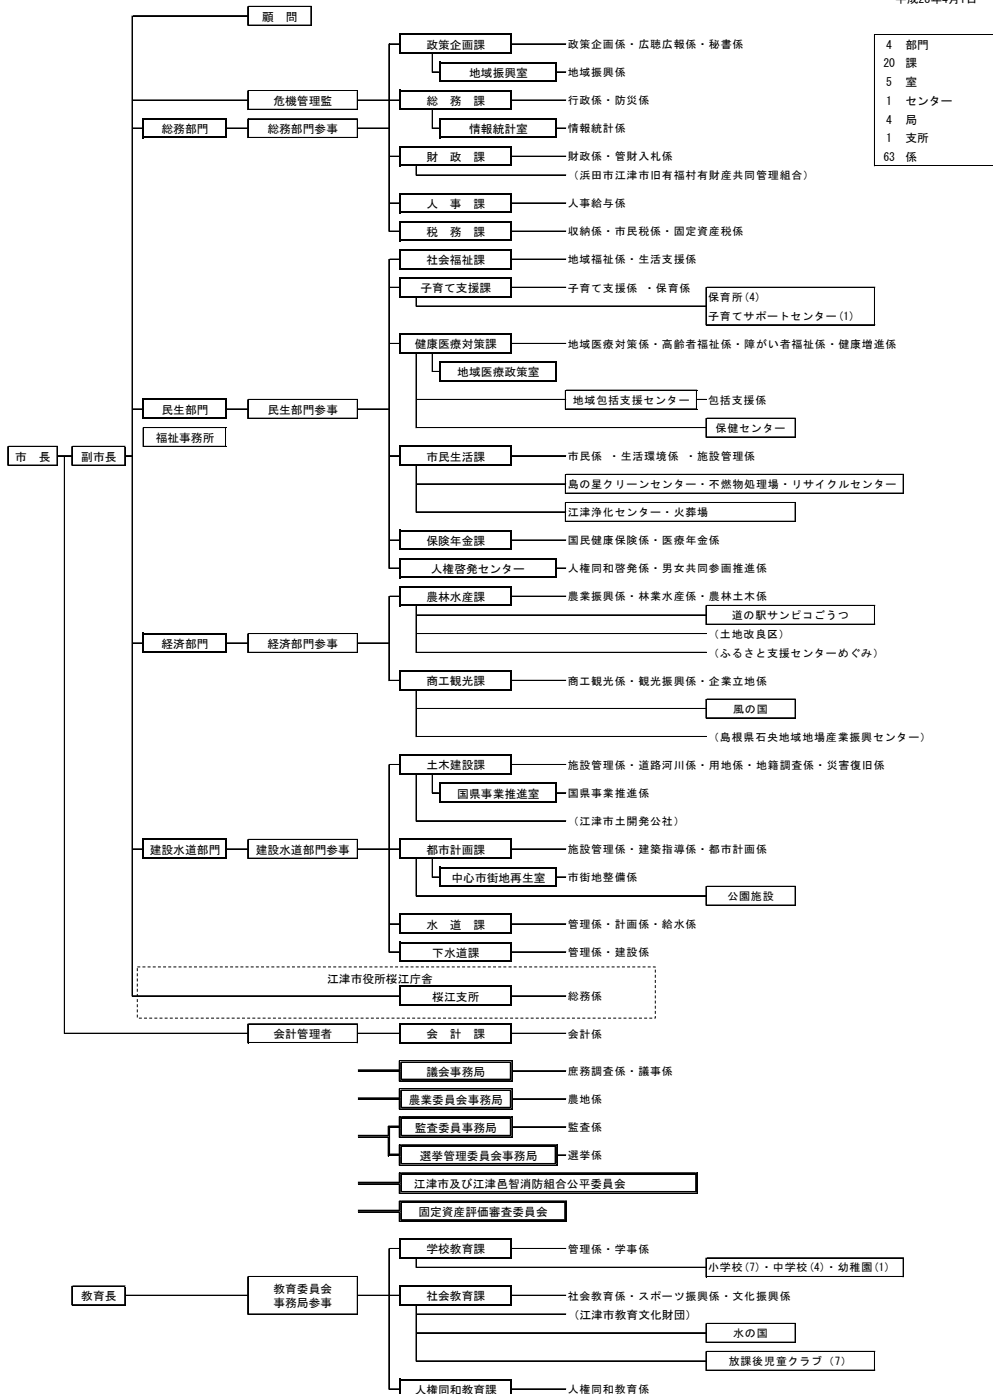 顧　問
政策企画課 政策企画係・広聴広報係・秘書係
4 部門
20 課
5 室
1 センター
4 局
1 支所
63 係
地域振興室 地域振興係
危機管理監 総　務　課 行政係・防災係
総務部門 総務部門参事 情報統計室 情報統計係
財　政　課 財政係・管財入札係
（浜田市江津市旧有福村有財産共同管理組合）
人　事　課 人事給与係
税　務　課 収納係・市民税係・固定資産税係
社会福祉課 地域福祉係・生活支援係
子育て支援課 子育て支援係 ・保育係
保育所(4)
子育てサポートセンター(1)
健康医療対策課 地域医療対策係・高齢者福祉係・障がい者福祉係・健康増進係
地域医療政策室
地域包括支援センター 包括支援係
民生部門 民生部門参事
保健センター
福祉事務所
市　長 副市長 市民生活課 市民係 ・生活環境係 ・施設管理係
島の星クリーンセンター・不燃物処理場・リサイクルセンター
江津浄化センター・火葬場
保険年金課 国民健康保険係・医療年金係
人権啓発センター 人権同和啓発係・男女共同参画推進係
農林水産課 農業振興係・林業水産係・農林土木係
道の駅サンピコごうつ
（土地改良区）
経済部門 経済部門参事
（ふるさと支援センターめぐみ）
商工観光課 商工観光係・観光振興係・企業立地係
風の国
（島根県石央地域地場産業振興センター）
土木建設課 施設管理係・道路河川係・用地係・地籍調査係・災害復旧係
国県事業推進室 国県事業推進係
（江津市土開発公社）
建設水道部門 建設水道部門参事 都市計画課 施設管理係・建築指導係・都市計画係
中心市街地再生室 市街地整備係
公園施設
水　道　課 管理係・計画係・給水係
下水道課 管理係・建設係
江津市役所桜江庁舎
桜江支所 総務係
会計管理者 会　計　課 会計係
議会事務局 庶務調査係・議事係
農業委員会事務局 農地係
監査委員事務局 監査係
選挙管理委員会事務局 選挙係
江津市及び江津邑智消防組合公平委員会
固定資産評価審査委員会
学校教育課 管理係・学事係
小学校(7)・中学校(4)・幼稚園(1)
教育長 教育委員会
事務局参事
社会教育課 社会教育係・スポーツ振興係・文化振興係
（江津市教育文化財団）
水の国
放課後児童クラブ（7）
人権同和教育課 人権同和教育係